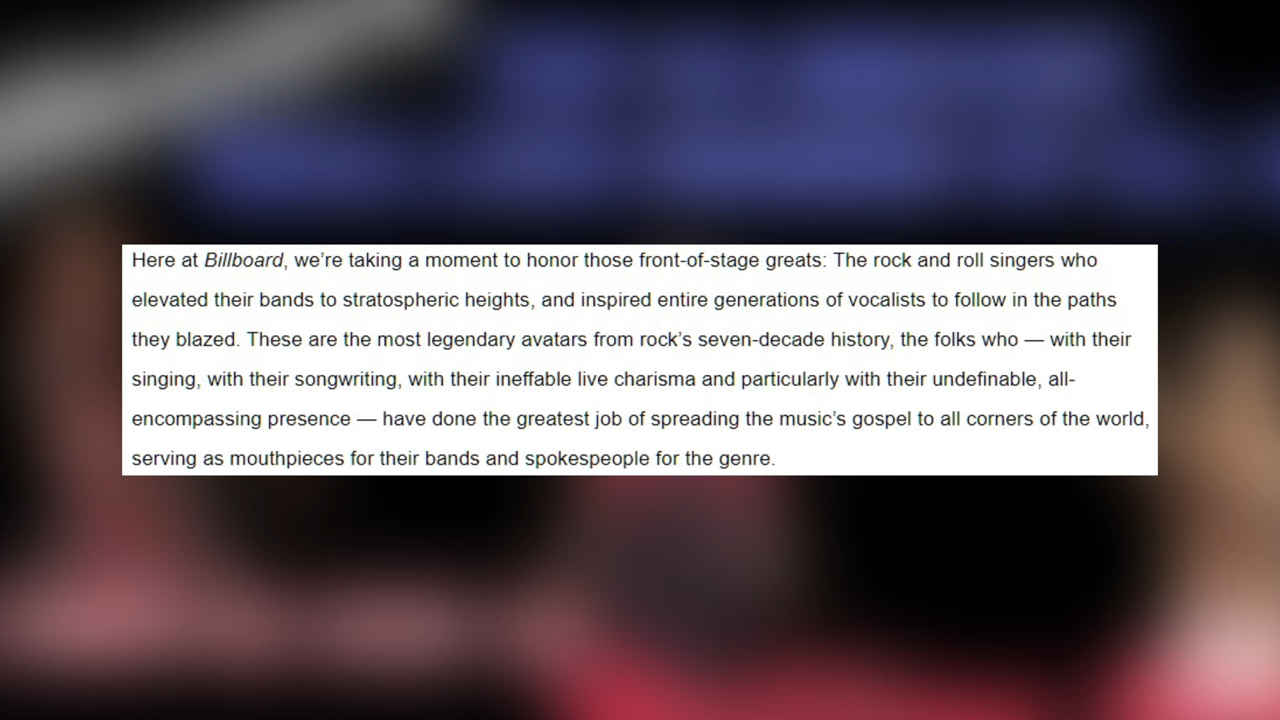 Here at Billboard, we’re taking a moment to honor those front-of-stage greats: The rock and roll singers who
elevated their bands to stratospheric heights, and inspired entire generations of vocalists to follow in the paths
they blazed. These are the most legendary avatars from rock’s seven-decade history, the folks who — with their
singing, with their songwriting, with their ineffable live charisma and particularly with their undefinable, all-
encompassing presence — have done the greatest job of spreading the music’s gospel to all corners of the world,
serving as mouthpieces for their bands and spokespeople for the genre.